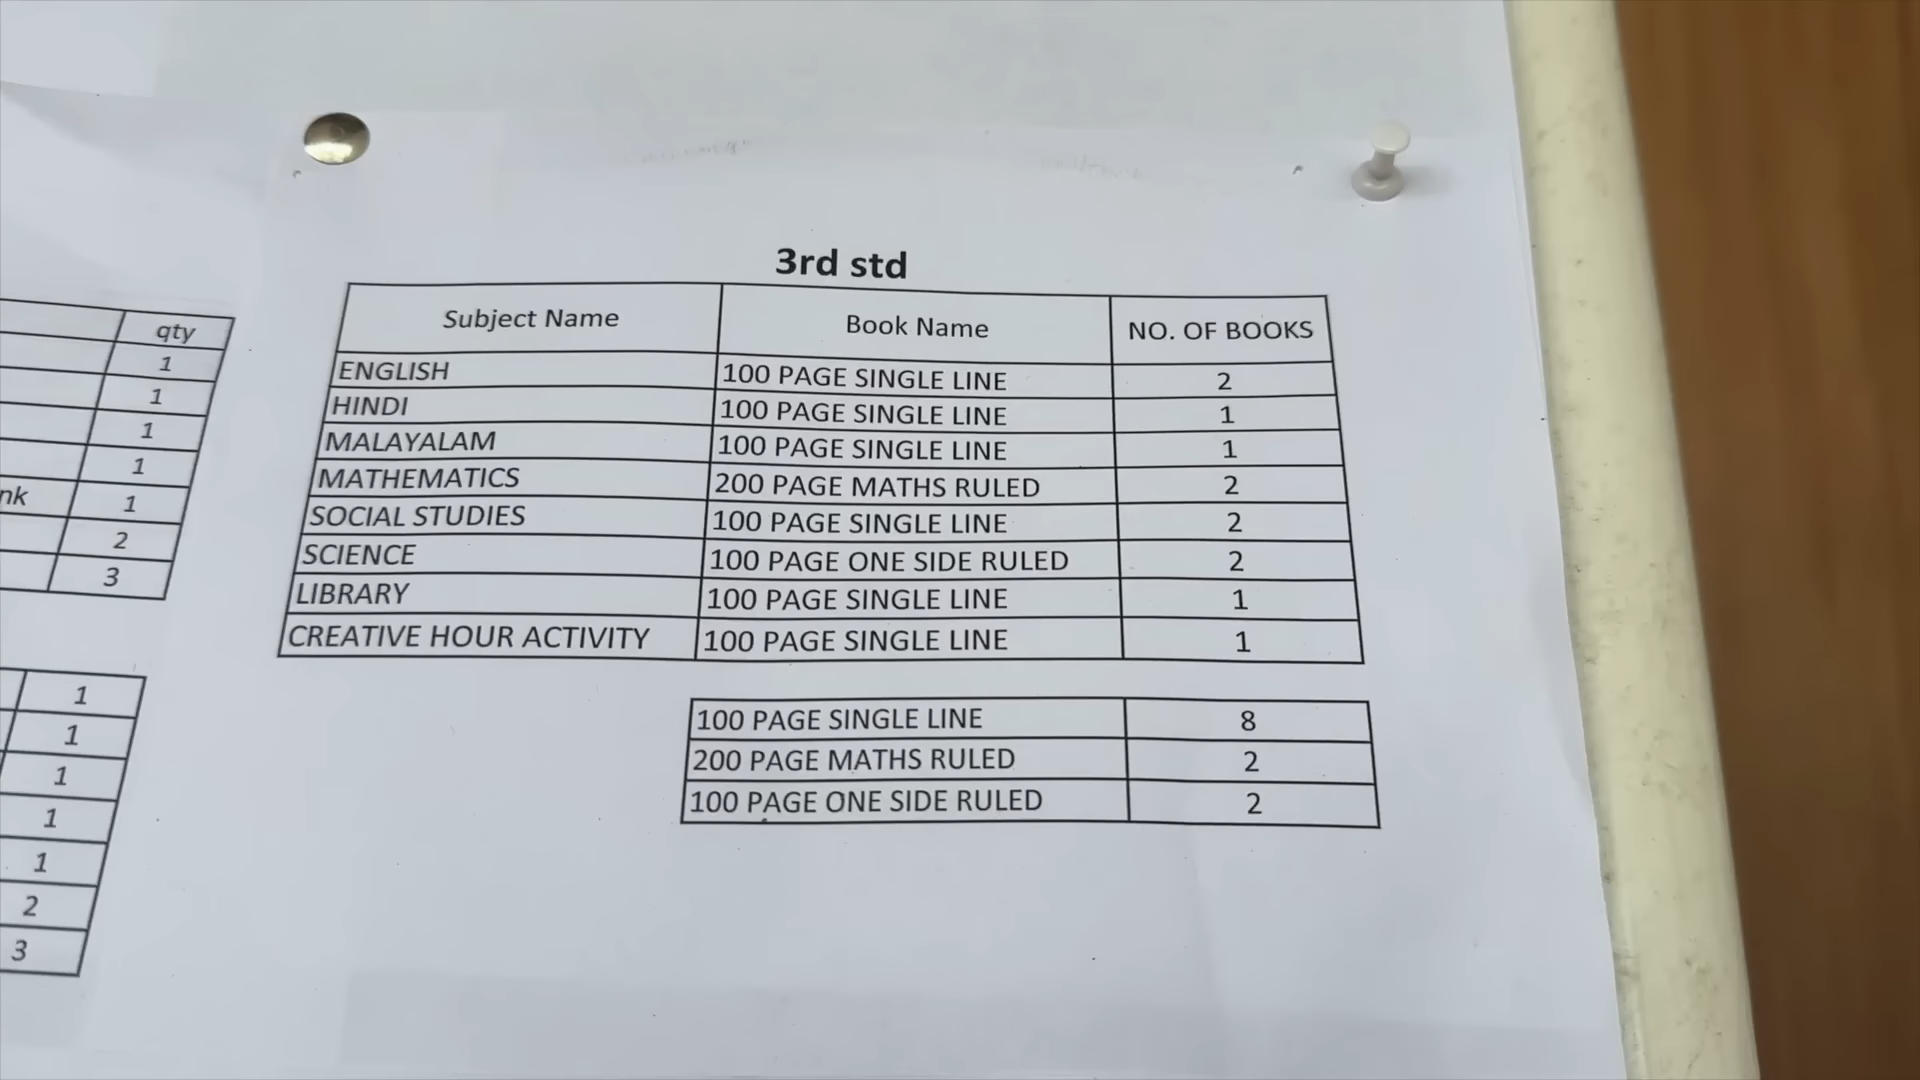 3rd std
Subject Name Book Name NO. OF BOOKS
ENGLISH 100 PAGE SINGLE LINE 2
HINDI 100 PAGE SINGLE LINE 1
MALAYALAM 100 PAGE SINGLE LINE 1
MATHEMATICS 200 PAGE MATHS RULED 2
SOCIAL STUDIES 100 PAGE SINGLE LINE 2
SCIENCE 100 PAGE ONE SIDE RULED 2
LIBRARY 100 PAGE SINGLE LINE 1
CREATIVE HOUR ACTIVITY 100 PAGE SINGLE LINE 1
100 PAGE SINGLE LINE 8
200 PAGE MATHS RULED 2
100 PAGE ONE SIDE RULED 2
qty
1
1
1
1
nk 1
2
3
1
1
1
1
1
2
3